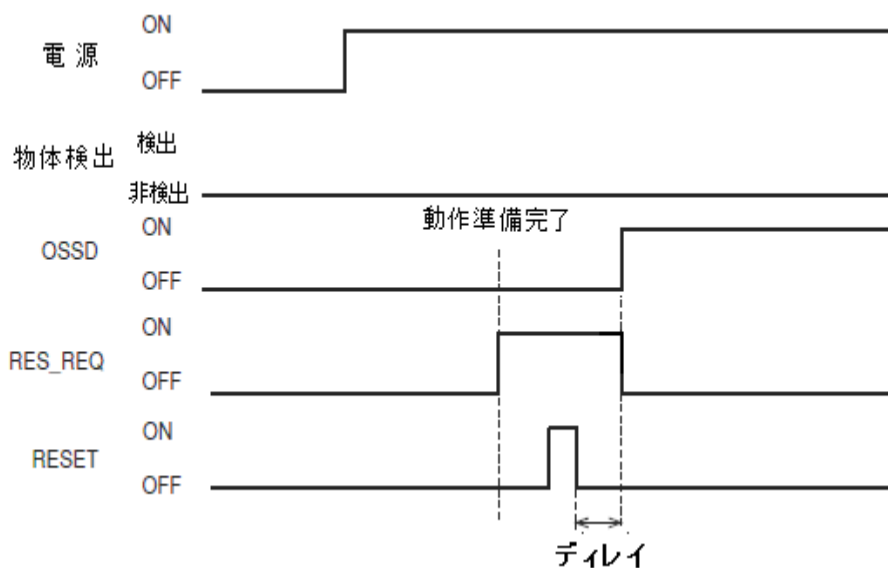 ON
電源
OFF
物体検出
検出
非検出
動作準備完了
ON
OSSD
OFF
ON
RES_REQ
OFF
ON
RESET
OFF
ディレイ